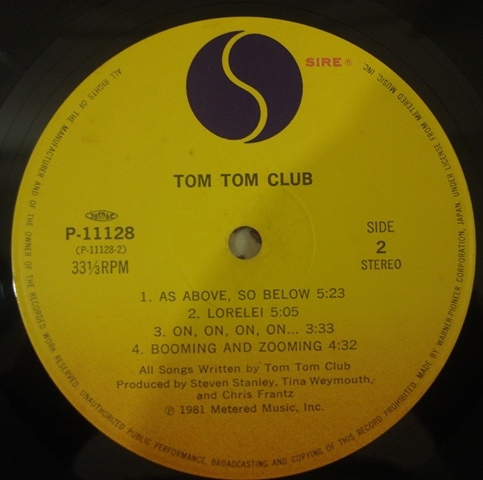 SIRE ®
TOM TOM CLUB
P-11128
(P-11128-2)
33⅓RPM
SIDE
2
STEREO
1. AS ABOVE, SO BELOW 5:23
2. LORELEI 5:05
3. ON, ON, ON, ON... 3:33
4. BOOMING AND ZOOMING 4:32
All Songs Written by Tom Tom Club
Produced by Steven Stanley, Tina Weymouth,
and Chris Frantz
℗ 1981 Metered Music, Inc.
ALL RIGHTS OF THE MANUFACTURER AND OF THE OWNER OF THE RECORDED WORK RESERVED. UNAUTHORIZED PUBLIC PERFORMANCE, BROADCASTING AND COPYING OF THIS RECORD PROHIBITED. MADE BY WARNER-PIONEER CORPORATION, JAPAN. UNDER LICENSE FROM METERED MUSIC, INC.